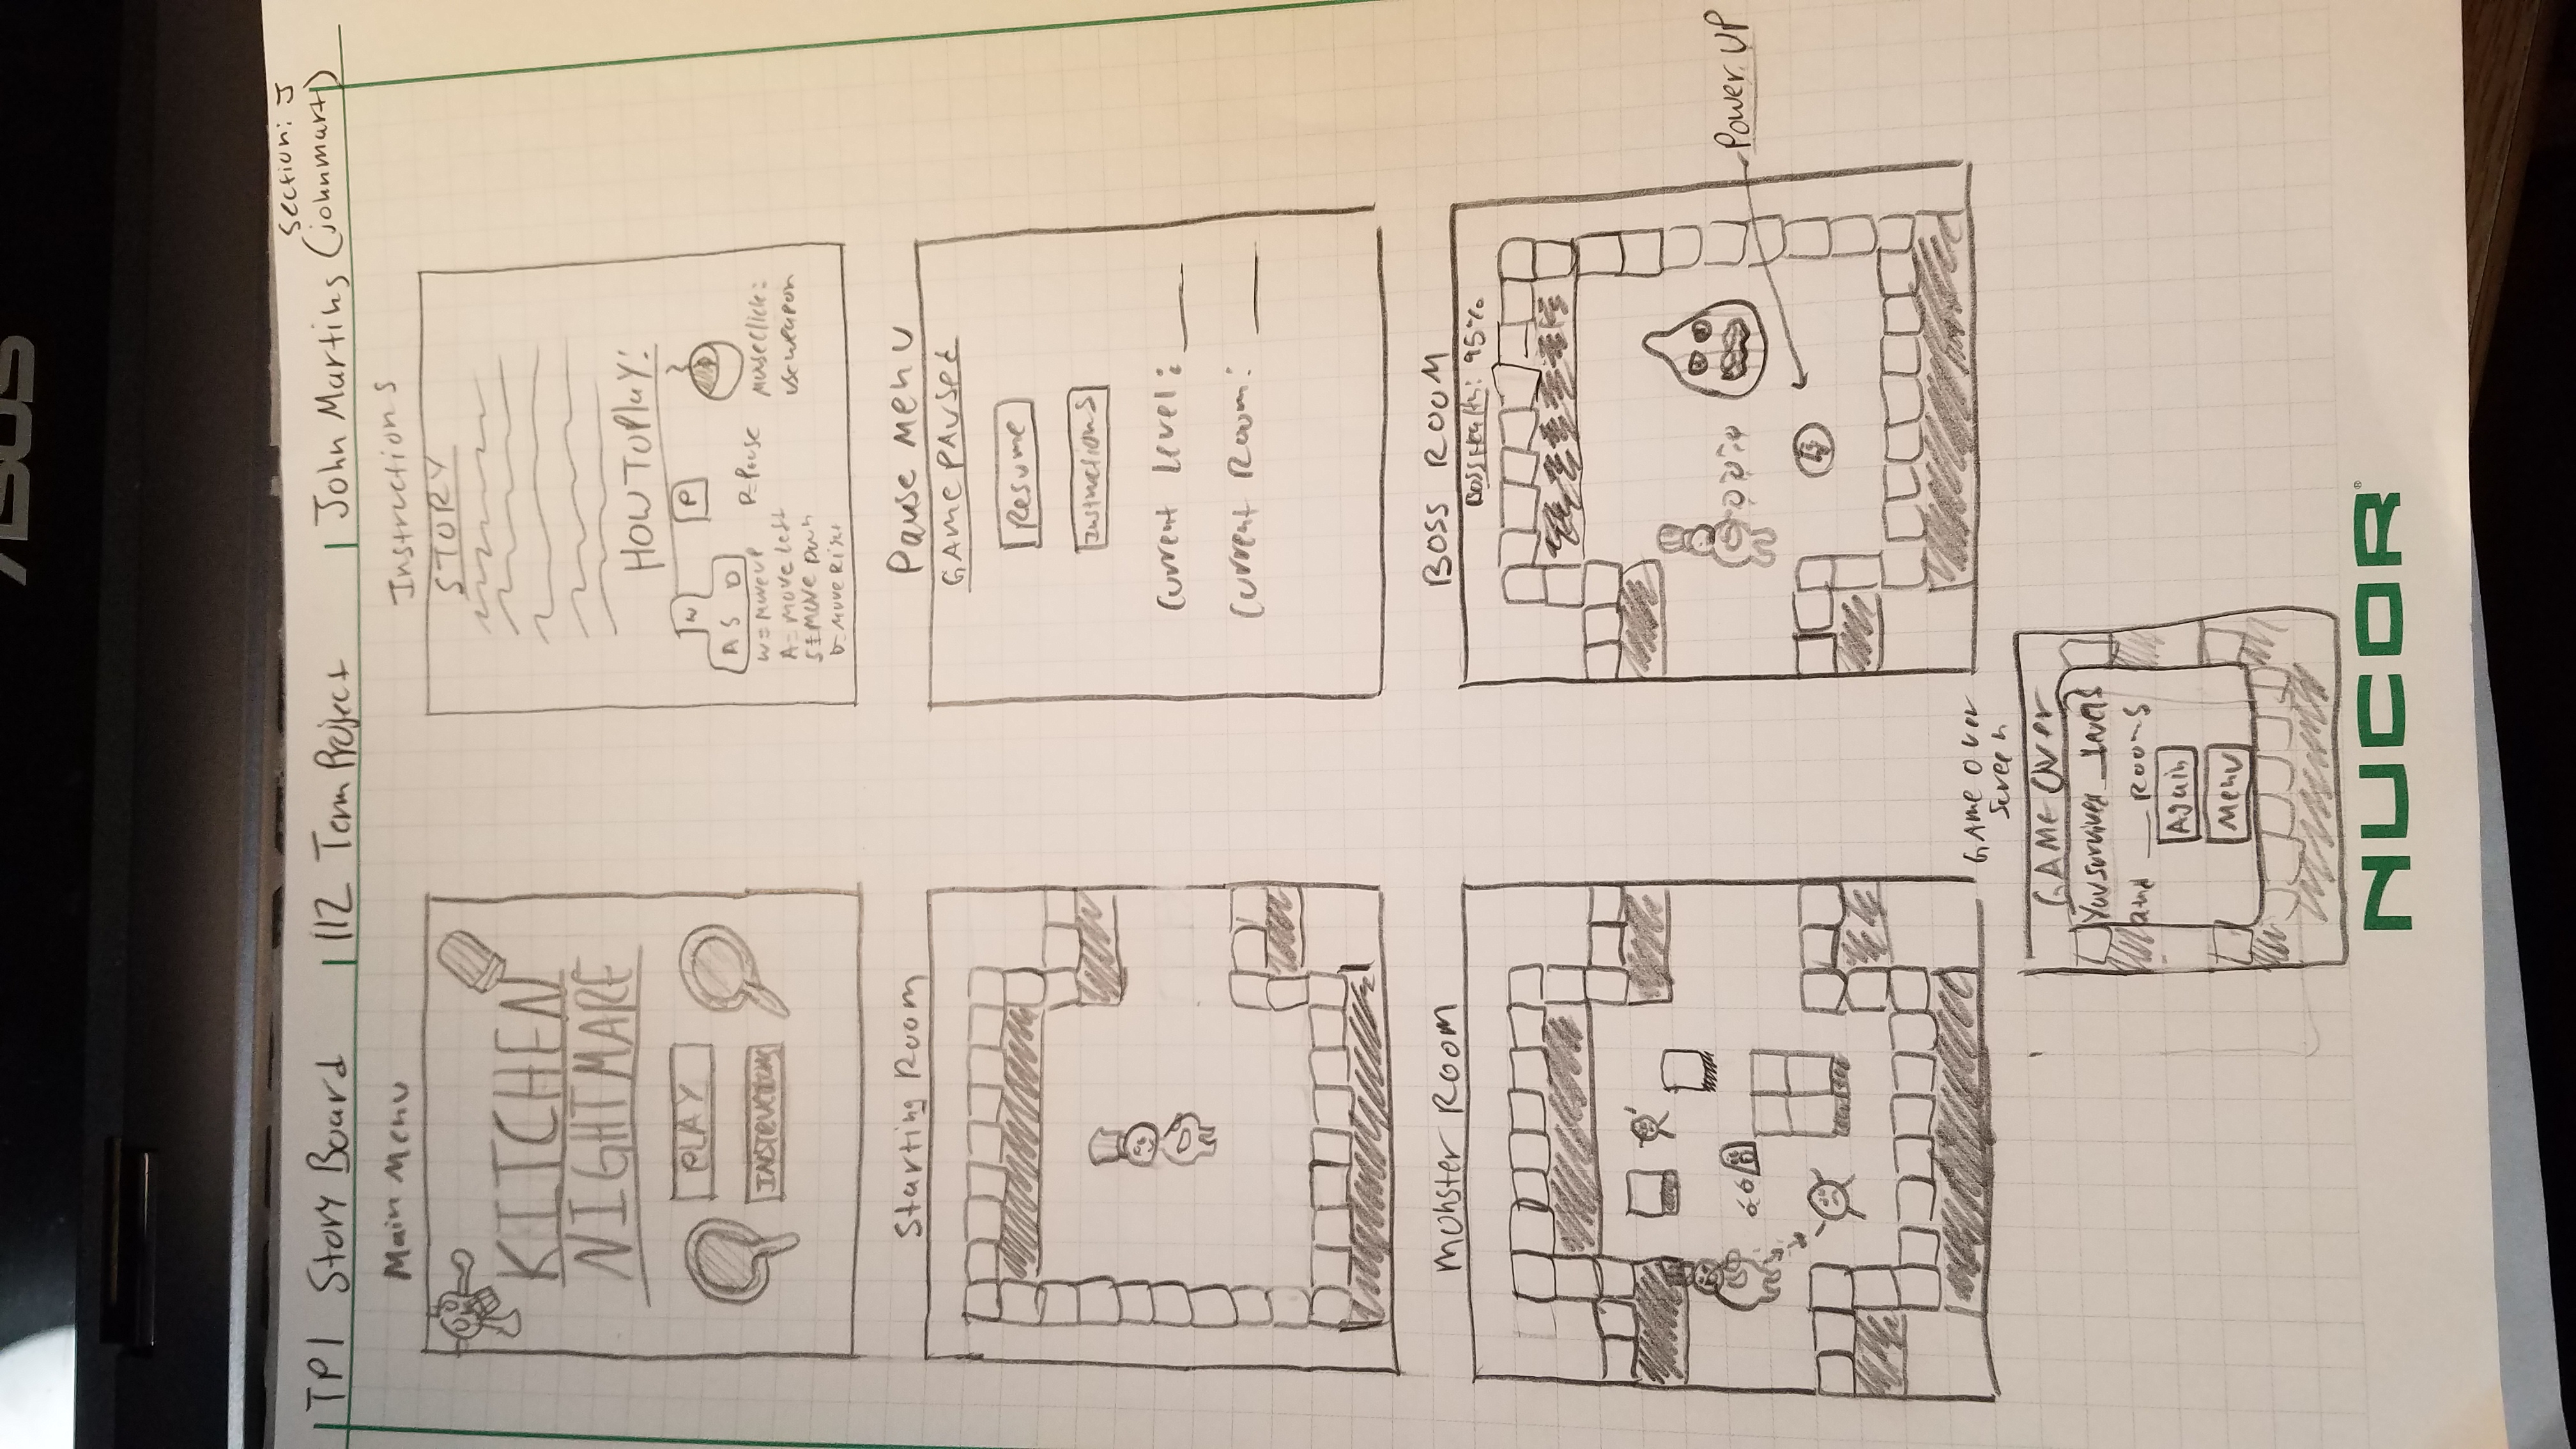 ASUS
TP1 Story Board
112 Term Project
Section: J
John Martins (johnmart)
Main Menu
KITCHEN
NIGHTMARE
PLAY
INSTRUCTIONS
Instructions
STORY
HOW TO Play:
W
A S D
P
W = Move up
A = Move left
S = Move Down
D = Move Right
P = Pause
Mouse Click:
use weapon
Starting Room
Pause Menu
GAME PAUSED
Resume
Instructions
Current Level: ___
Current Room: ___
Monster Room
BOSS ROOM
Boss Health: 95%
Power UP
Game Over
Screen
GAME OVER
You survived __ levels
and __ Rooms
Again
Menu
NUCOR®